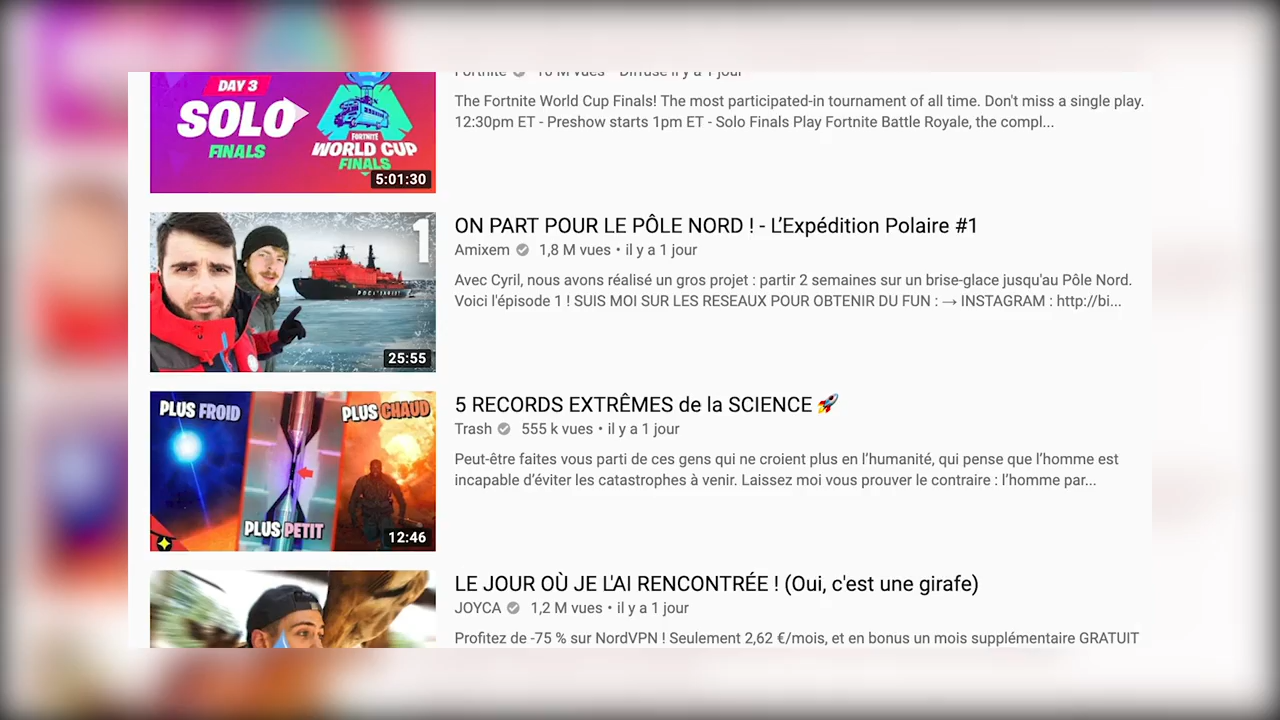 Fortnite 10 M vues • Diffusé il y a 1 jour
DAY 3
SOLO
FINALS
FORTNITE
WORLD CUP
FINALS
5:01:30
The Fortnite World Cup Finals! The most participated-in tournament of all time. Don't miss a single play.
12:30pm ET - Preshow starts 1pm ET - Solo Finals Play Fortnite Battle Royale, the compl...
1
25:55
ON PART POUR LE PÔLE NORD ! - L’Expédition Polaire #1
Amixem 1,8 M vues • il y a 1 jour
Avec Cyril, nous avons réalisé un gros projet : partir 2 semaines sur un brise-glace jusqu'au Pôle Nord.
Voici l'épisode 1 ! SUIS MOI SUR LES RESEAUX POUR OBTENIR DU FUN : → INSTAGRAM : http://bi...
PLUS FROID
PLUS CHAUD
PLUS PETIT
12:46
5 RECORDS EXTRÊMES de la SCIENCE 🚀
Trash 555 k vues • il y a 1 jour
Peut-être faites vous parti de ces gens qui ne croient plus en l’humanité, qui pense que l’homme est
incapable d’éviter les catastrophes à venir. Laissez moi vous prouver le contraire : l’homme par...
LE JOUR OÙ JE L'AI RENCONTRÉE ! (Oui, c'est une girafe)
JOYCA 1,2 M vues • il y a 1 jour
Profitez de -75 % sur NordVPN ! Seulement 2,62 €/mois, et en bonus un mois supplémentaire GRATUIT